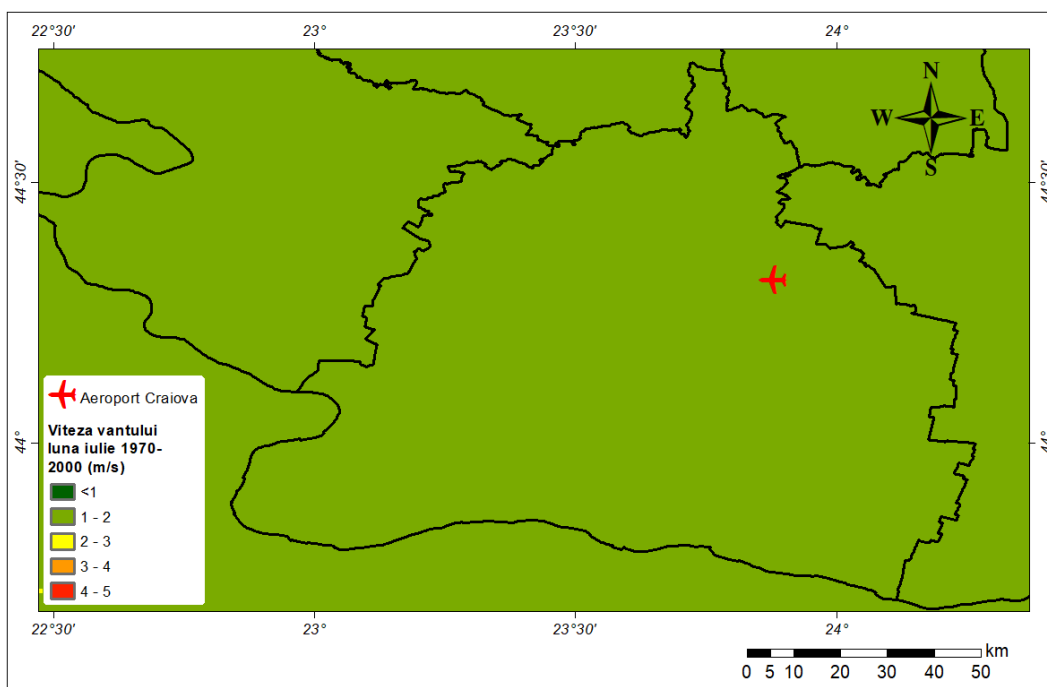 22°30' 23° 23°30' 24°
N
W E
S
44°30' 44°30'
Aeroport Craiova
Viteza vantului
luna iulie 1970-
2000 (m/s)
<1
1 - 2
2 - 3
3 - 4
4 - 5
44° 44°
22°30' 23° 23°30' 24°
km
0 5 10 20 30 40 50